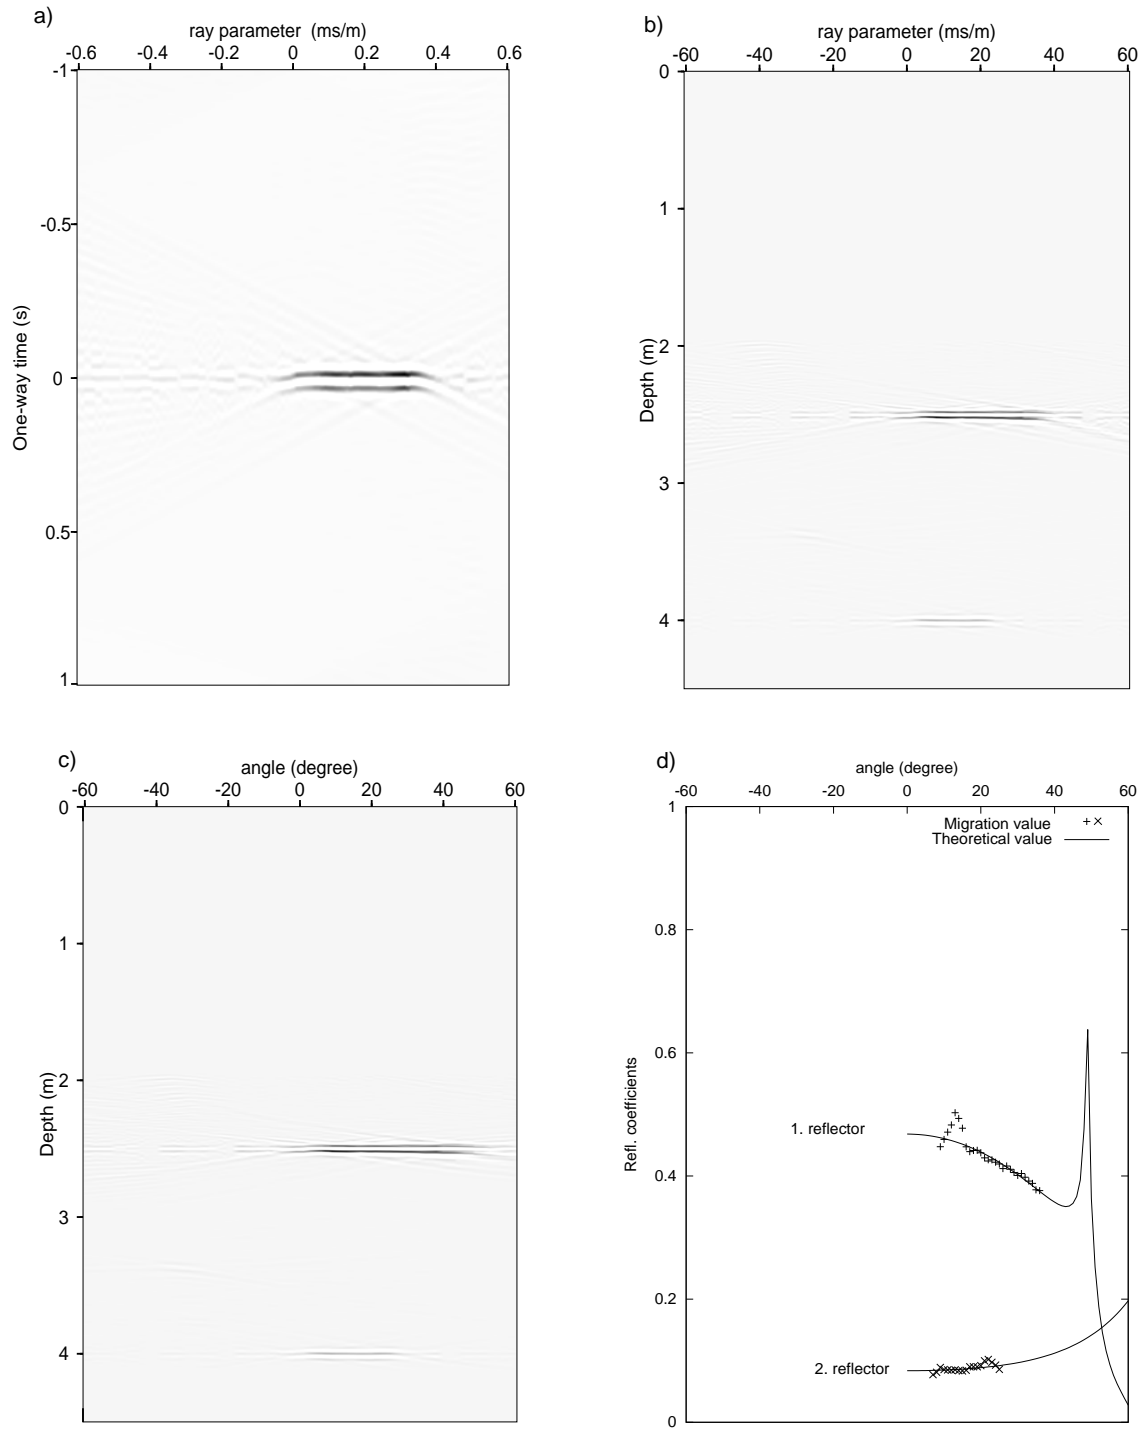 a)
ray parameter (ms/m)
-0.6 -0.4 -0.2 0 0.2 0.4 0.6
-1
-0.5
0
0.5
1
One-way time (s)
b)
ray parameter (ms/m)
-60 -40 -20 0 20 40 60
0
1
2
3
4
Depth (m)
c)
angle (degree)
-60 -40 -20 0 20 40 60
0
1
2
3
4
Depth (m)
d)
angle (degree)
-60 -40 -20 0 20 40 60
1
0.8
0.6
0.4
0.2
0
Refl. coefficients
Migration value
Theoretical value
1. reflector
2. reflector